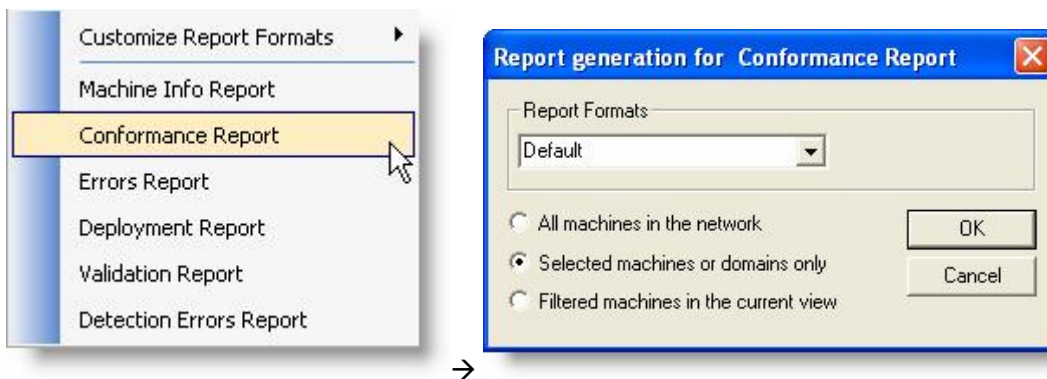 Customize Report Formats
Machine Info Report
Conformance Report
Errors Report
Deployment Report
Validation Report
Detection Errors Report
→
Report generation for Conformance Report
Report Formats
Default
All machines in the network
Selected machines or domains only
Filtered machines in the current view
OK
Cancel